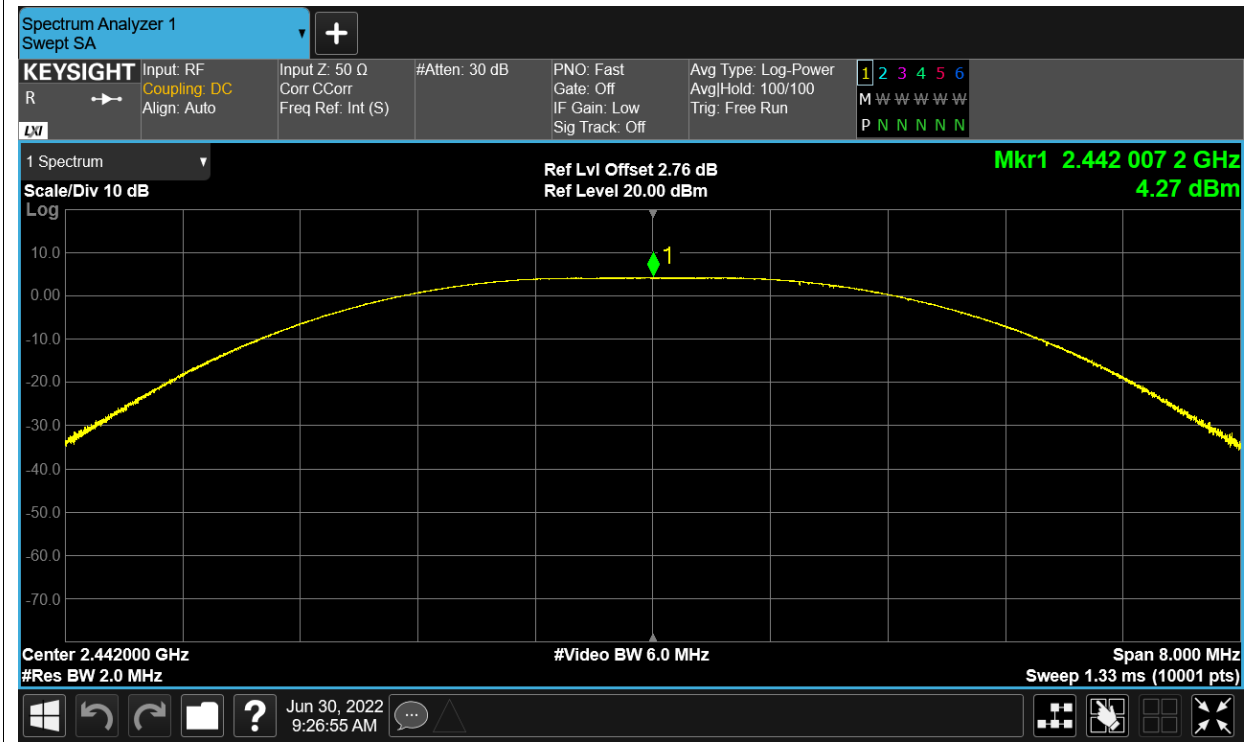 Spectrum Analyzer 1
Swept SA
KEYSIGHT
R
LXI
Input: RF
Coupling: DC
Align: Auto
Input Z: 50 Ω
Corr CCorr
Freq Ref: Int (S)
#Atten: 30 dB
PNO: Fast
Gate: Off
IF Gain: Low
Sig Track: Off
Avg Type: Log-Power
Avg|Hold: 100/100
Trig: Free Run
1 2 3 4 5 6
M W W W W W
P N N N N N
1 Spectrum
Scale/Div 10 dB
Log
Ref Lvl Offset 2.76 dB
Ref Level 20.00 dBm
Mkr1 2.442 007 2 GHz
4.27 dBm
1
10.0
0.00
-10.0
-20.0
-30.0
-40.0
-50.0
-60.0
-70.0
Center 2.442000 GHz
#Res BW 2.0 MHz
#Video BW 6.0 MHz
Span 8.000 MHz
Sweep 1.33 ms (10001 pts)
?
Jun 30, 2022
9:26:55 AM